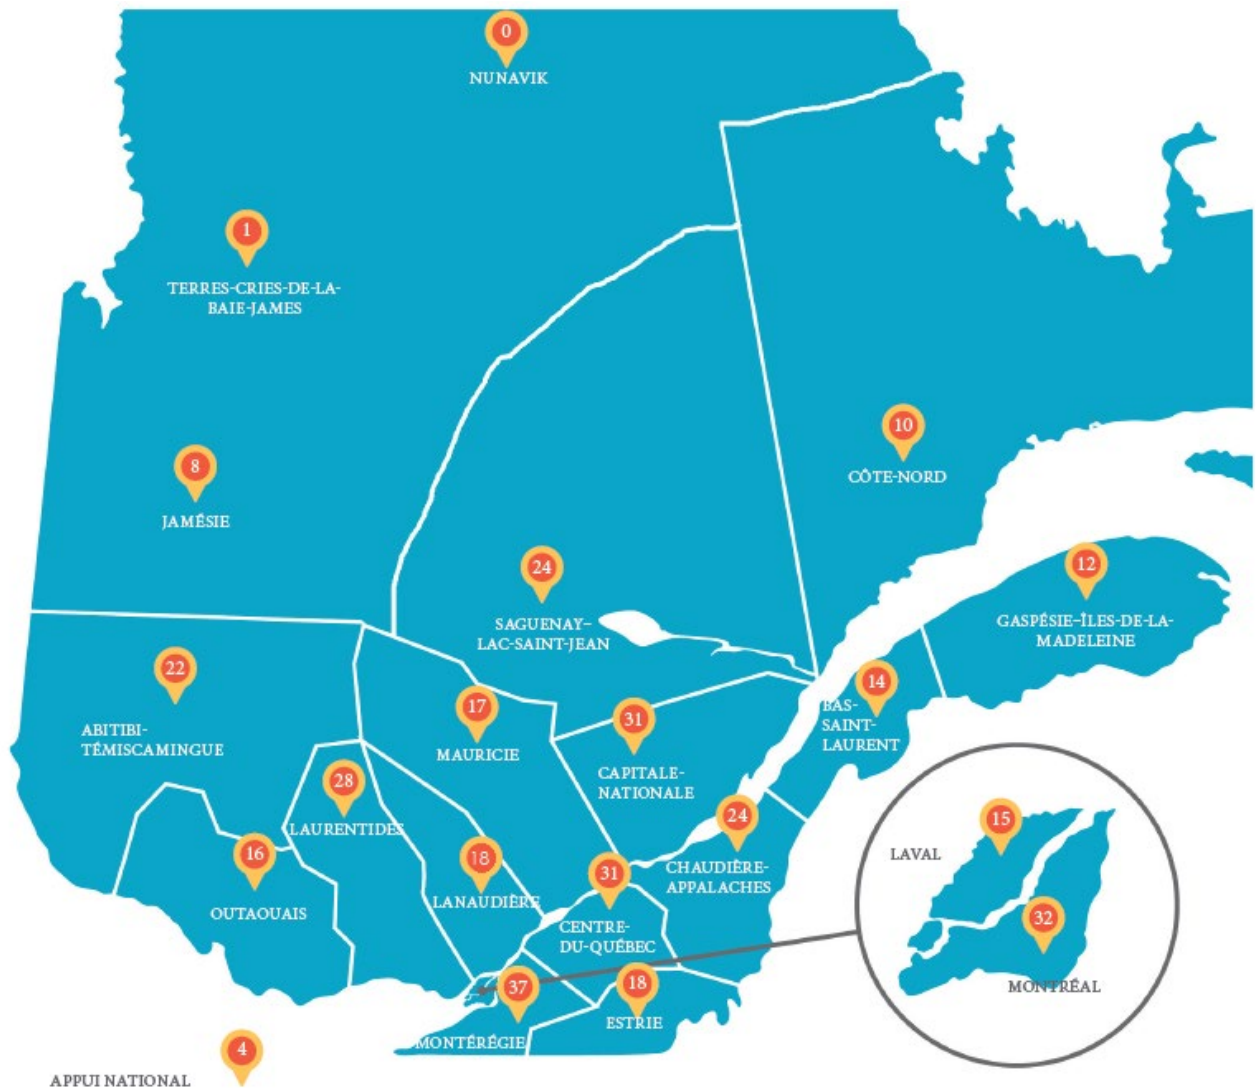 0
NUNAVIK
1
TERRES-CRIES-DE-LA-
BAIE-JAMES
10
CÔTE-NORD
8
JAMÉSIE
24
SAGUENAY–
LAC-SAINT-JEAN
12
GASPÉSIE–ÎLES-DE-LA-
MADELEINE
22
ABITIBI-
TÉMISCAMINGUE
17
MAURICIE
31
CAPITALE-
NATIONALE
14
BAS-
SAINT-
LAURENT
28
LAURENTIDES
16
OUTAOUAIS
18
LANAUDIÈRE
31
CENTRE-
DU-QUÉBEC
24
CHAUDIÈRE-
APPALACHES
15
LAVAL
32
MONTRÉAL
37
MONTÉRÉGIE
18
ESTRIE
4
APPUI NATIONAL